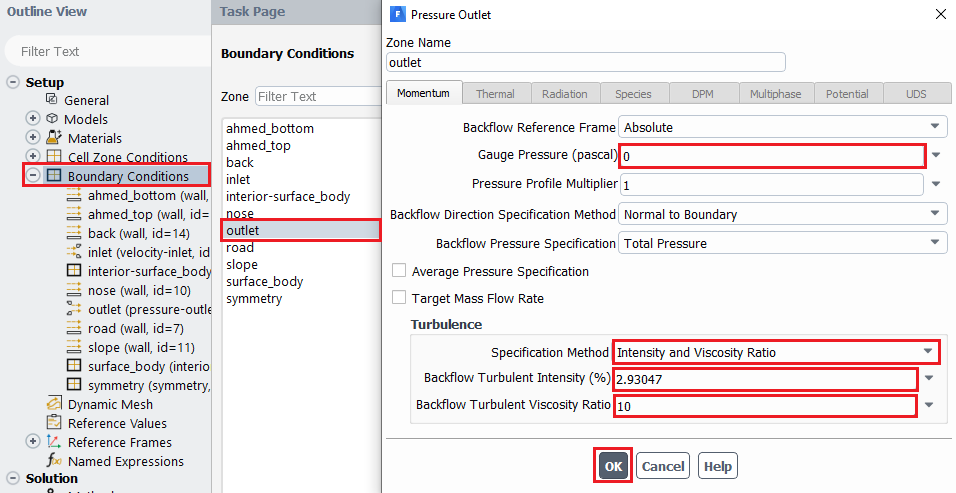 Outline View
Filter Text
Setup
General
Models
Materials
Cell Zone Conditions
Boundary Conditions
ahmed_bottom (wall,
ahmed_top (wall, id=
back (wall, id=14)
inlet (velocity-inlet, id
interior-surface_body
nose (wall, id=10)
outlet (pressure-outle
road (wall, id=7)
slope (wall, id=11)
surface_body (interio
symmetry (symmetry,
Dynamic Mesh
Reference Values
Reference Frames
Named Expressions
Solution
Task Page
Boundary Conditions
Zone Filter Text
ahmed_bottom
ahmed_top
back
inlet
interior-surface_body
nose
outlet
road
slope
surface_body
symmetry
Pressure Outlet
Zone Name
outlet
Momentum Thermal Radiation Species DPM Multiphase Potential UDS
Backflow Reference Frame Absolute
Gauge Pressure (pascal) 0
Pressure Profile Multiplier 1
Backflow Direction Specification Method Normal to Boundary
Backflow Pressure Specification Total Pressure
Average Pressure Specification
Target Mass Flow Rate
Turbulence
Specification Method Intensity and Viscosity Ratio
Backflow Turbulent Intensity (%) 2.93047
Backflow Turbulent Viscosity Ratio 10
OK Cancel Help